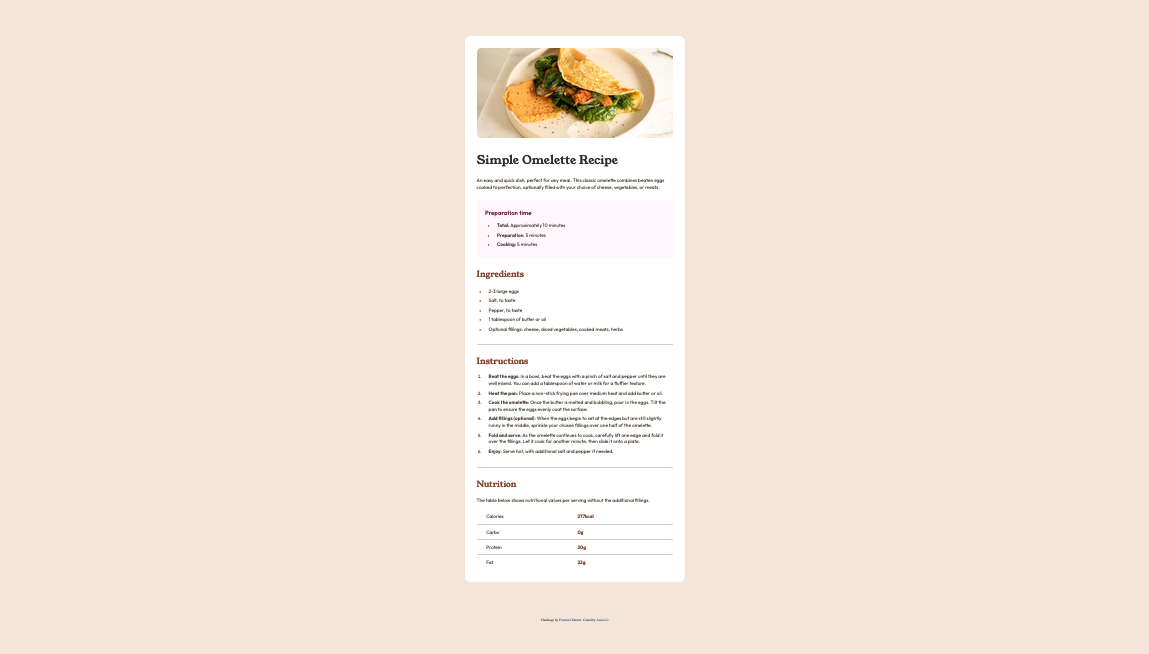 Simple Omelette Recipe
An easy and quick dish, perfect for any meal. This classic omelette combines beaten eggs
cooked to perfection, optionally filled with your choice of cheese, vegetables, or meats.
Preparation time
Total: Approximately 10 minutes
Preparation: 5 minutes
Cooking: 5 minutes
Ingredients
2-3 large eggs
Salt, to taste
Pepper, to taste
1 tablespoon of butter or oil
Optional fillings: cheese, diced vegetables, cooked meats, herbs
Instructions
1. Beat the eggs: In a bowl, beat the eggs with a pinch of salt and pepper until they are
well mixed. You can add a tablespoon of water or milk for a fluffier texture.
2. Heat the pan: Place a non-stick frying pan over medium heat and add butter or oil.
3. Cook the omelette: Once the butter is melted and bubbling, pour in the eggs. Tilt the
pan to ensure the eggs evenly coat the surface.
4. Add fillings (optional): When the eggs begin to set at the edges but are still slightly
runny in the middle, sprinkle your chosen fillings over one half of the omelette.
5. Fold and serve: As the omelette continues to cook, carefully lift one edge and fold it
over the fillings. Let it cook for another minute, then slide it onto a plate.
6. Enjoy: Serve hot, with additional salt and pepper if needed.
Nutrition
The table below shows nutritional values per serving without the additional fillings.
Calories 277kcal
Carbs 0g
Protein 20g
Fat 22g
Challenge by Frontend Mentor. Coded by